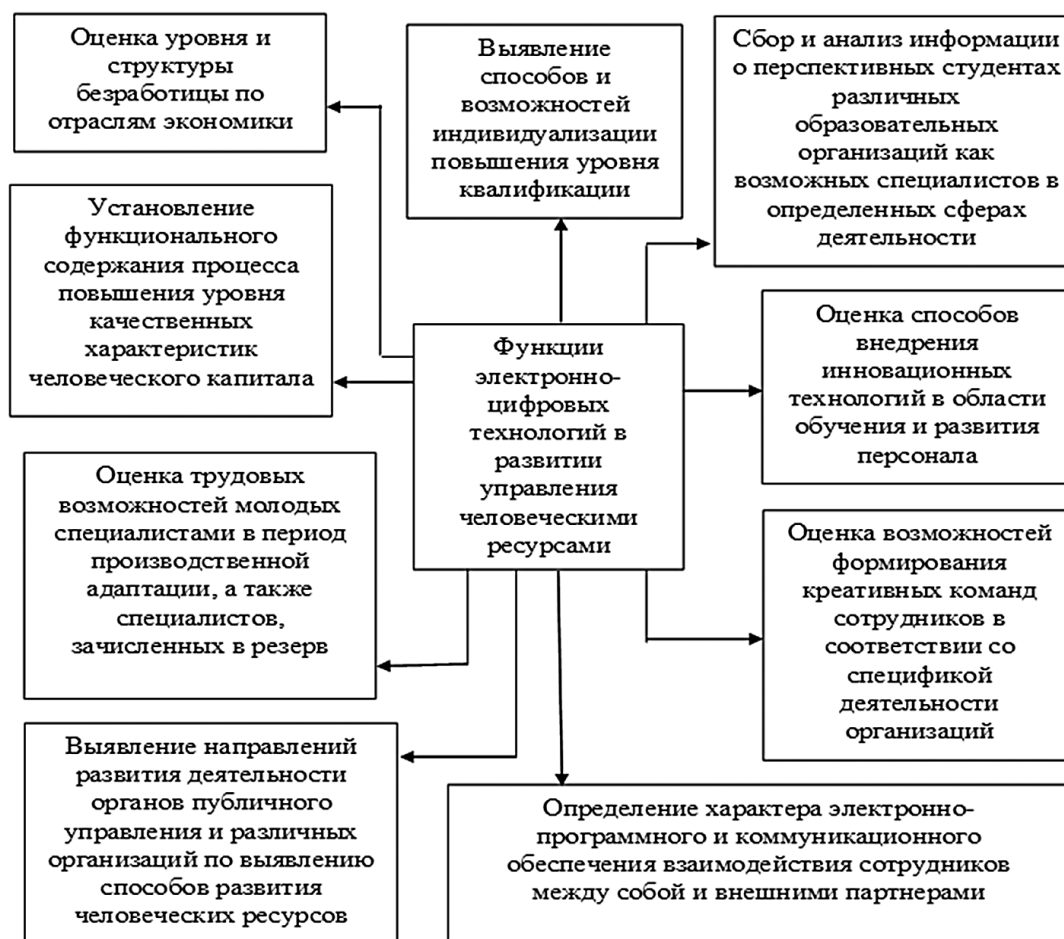 Оценка уровня и
структуры
безработицы по
отраслям экономики
Выявление
способов и
возможностей
индивидуализации
повышения уровня
квалификации
Сбор и анализ информации
о перспективных студентах
различных
образовательных
организаций как
возможных специалистов в
определенных сферах
деятельности
Установление
функционального
содержания процесса
повышения уровня
качественных
характеристик
человеческого капитала
Функции
электронно-
цифровых
технологий в
развитии
управления
человеческими
ресурсами
Оценка способов
внедрения
инновационных
технологий в области
обучения и развития
персонала
Оценка трудовых
возможностей молодых
специалистами в период
производственной
адаптации, а также
специалистов,
зачисленных в резерв
Оценка возможностей
формирования
креативных команд
сотрудников в
соответствии со
спецификой
деятельности
организаций
Выявление направлений
развития деятельности
органов публичного
управления и различных
организаций по выявлению
способов развития
человеческих ресурсов
Определение характера электронно-
программного и коммуникационного
обеспечения взаимодействия сотрудников
между собой и внешними партнерами